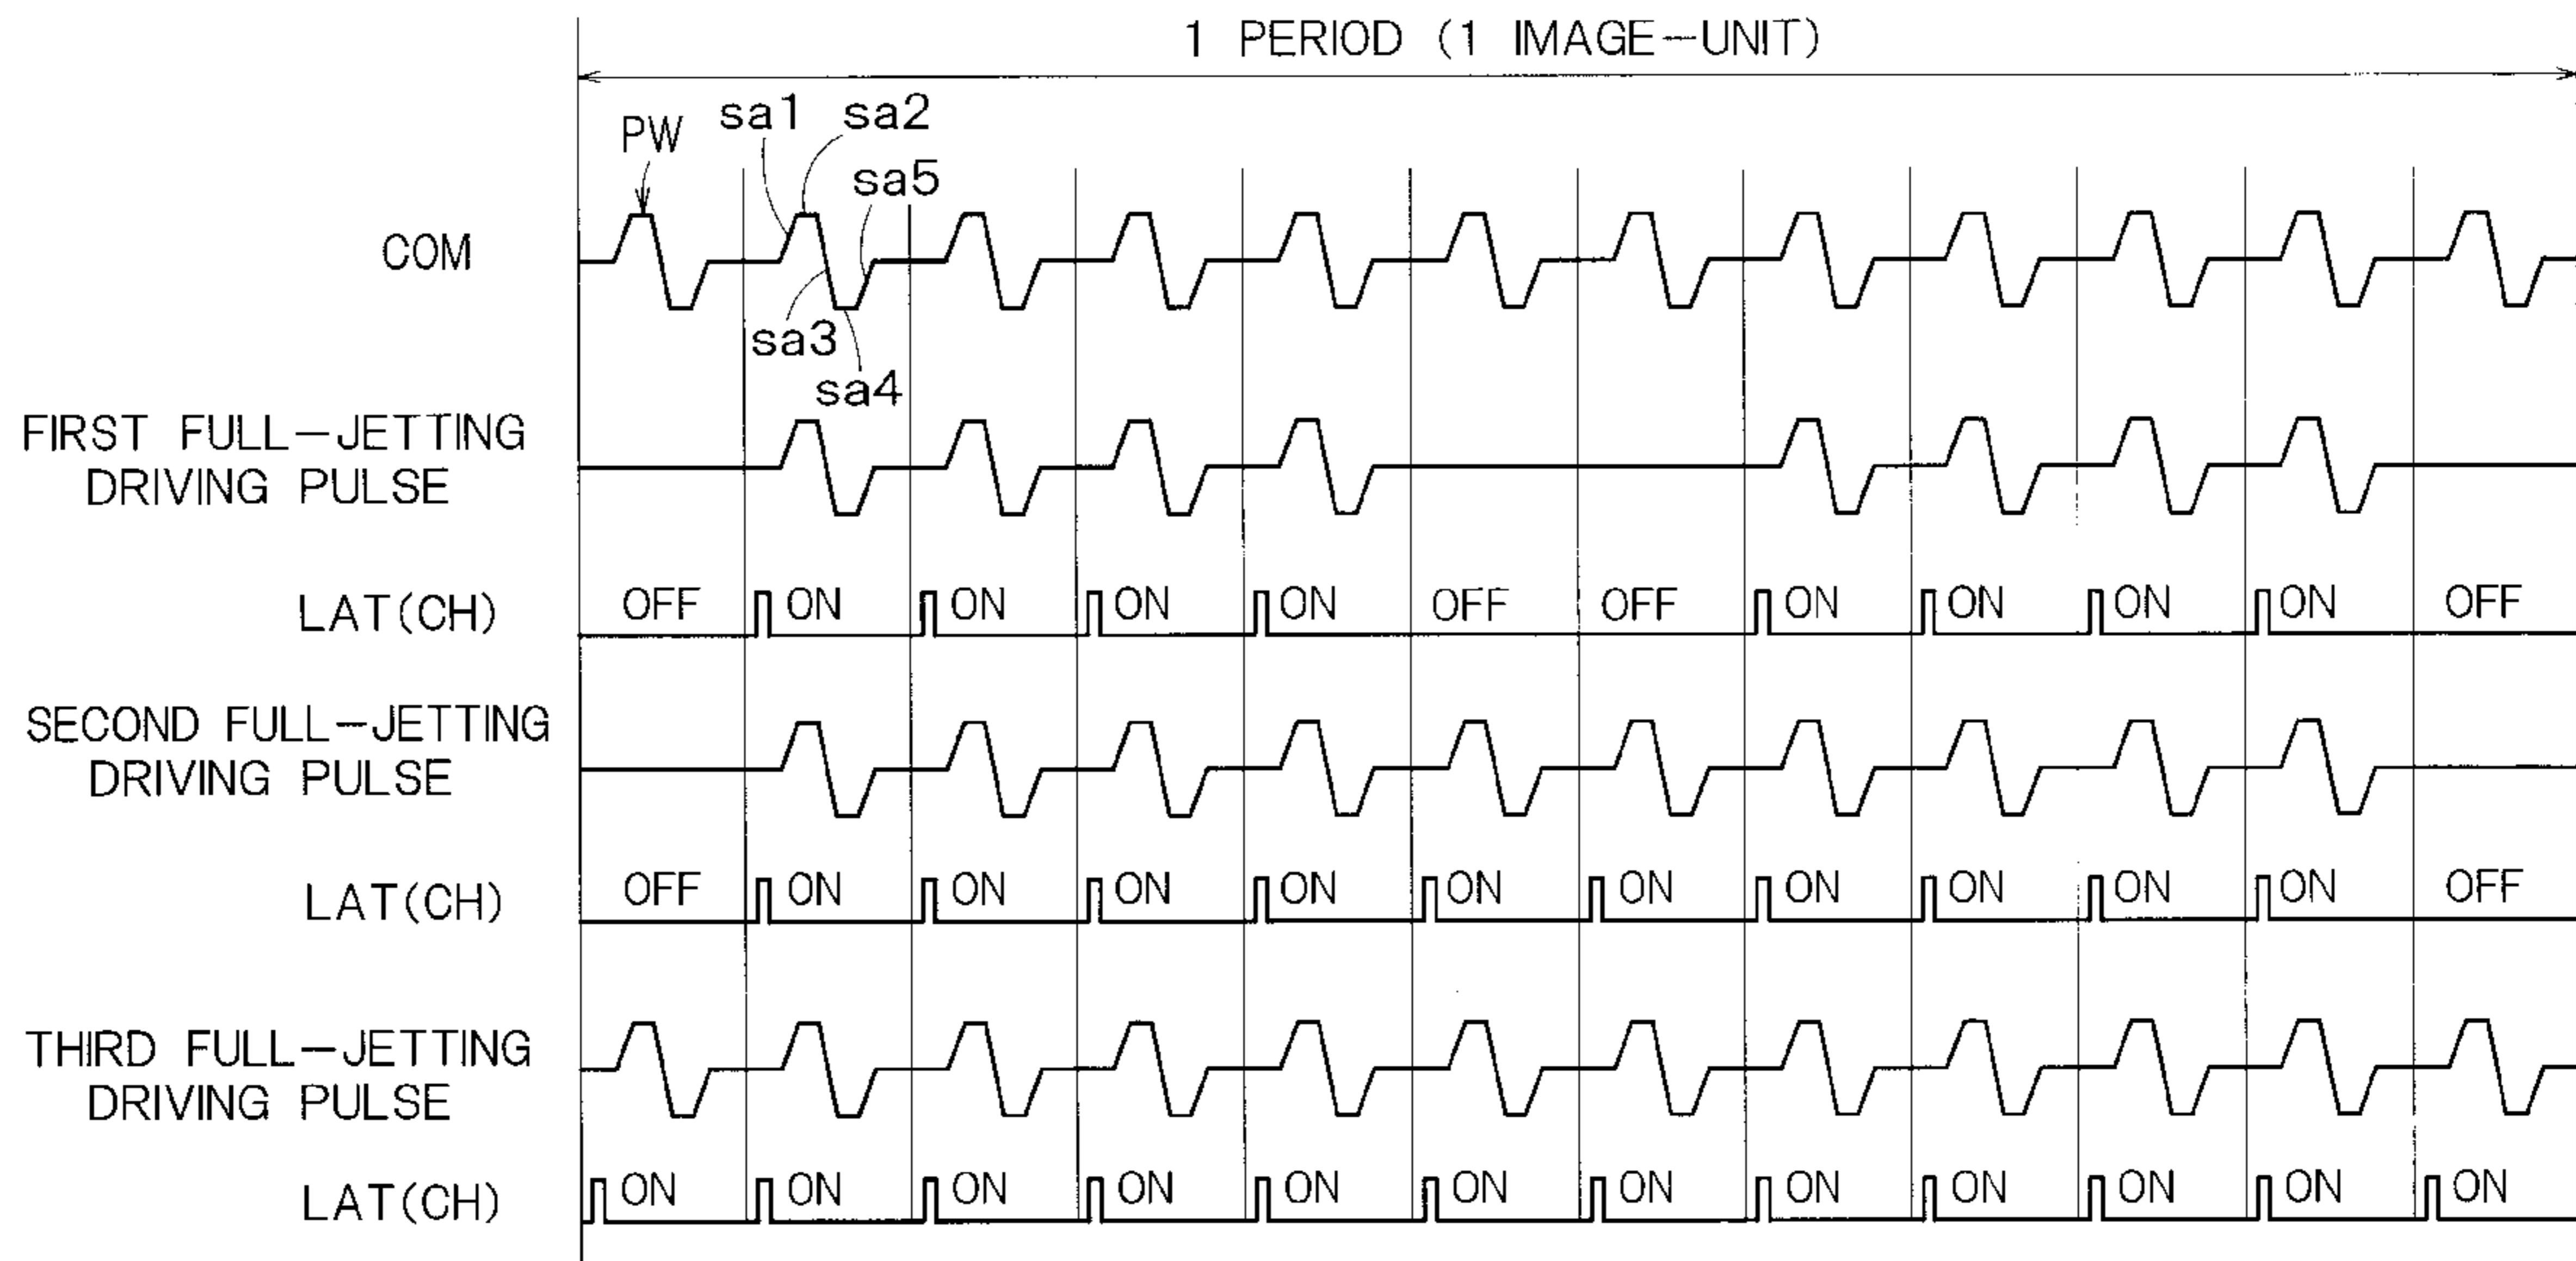 1 PERIOD (1 IMAGE-UNIT)
PW
sa1
sa2
sa5
COM
sa3
sa4
FIRST FULL-JETTING
DRIVING PULSE
LAT(CH)
OFF ON ON ON ON OFF OFF ON ON ON ON OFF
SECOND FULL-JETTING
DRIVING PULSE
LAT(CH)
OFF ON ON ON ON ON ON ON ON ON ON OFF
THIRD FULL-JETTING
DRIVING PULSE
LAT(CH)
ON ON ON ON ON ON ON ON ON ON ON ON